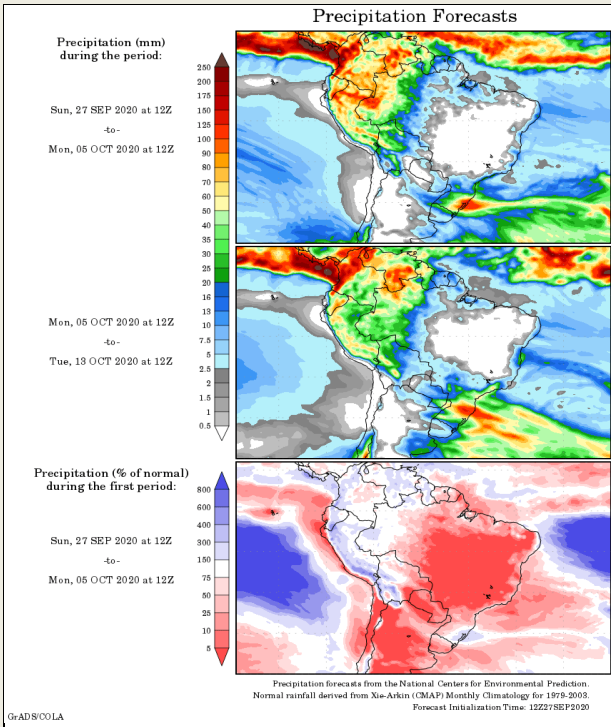 Precipitation Forecasts
Precipitation (mm)
during the period:
Sun, 27 SEP 2020 at 12Z
-to-
Mon, 05 OCT 2020 at 12Z
250
200
175
150
125
100
90
80
70
60
50
40
35
30
25
20
16
13
10
7.5
5
2.5
2
1.5
1
0.5
Mon, 05 OCT 2020 at 12Z
-to-
Tue, 13 OCT 2020 at 12Z
Precipitation (% of normal)
during the first period:
Sun, 27 SEP 2020 at 12Z
-to-
Mon, 05 OCT 2020 at 12Z
800
600
400
300
150
75
50
25
10
5
Precipitation forecasts from the National Centers for Environmental Prediction.
Normal rainfall derived from Xie-Arkin (CMAP) Monthly Climatology for 1979-2003.
Forecast Initialization Time: 12Z27SEP2020
GrADS/COLA